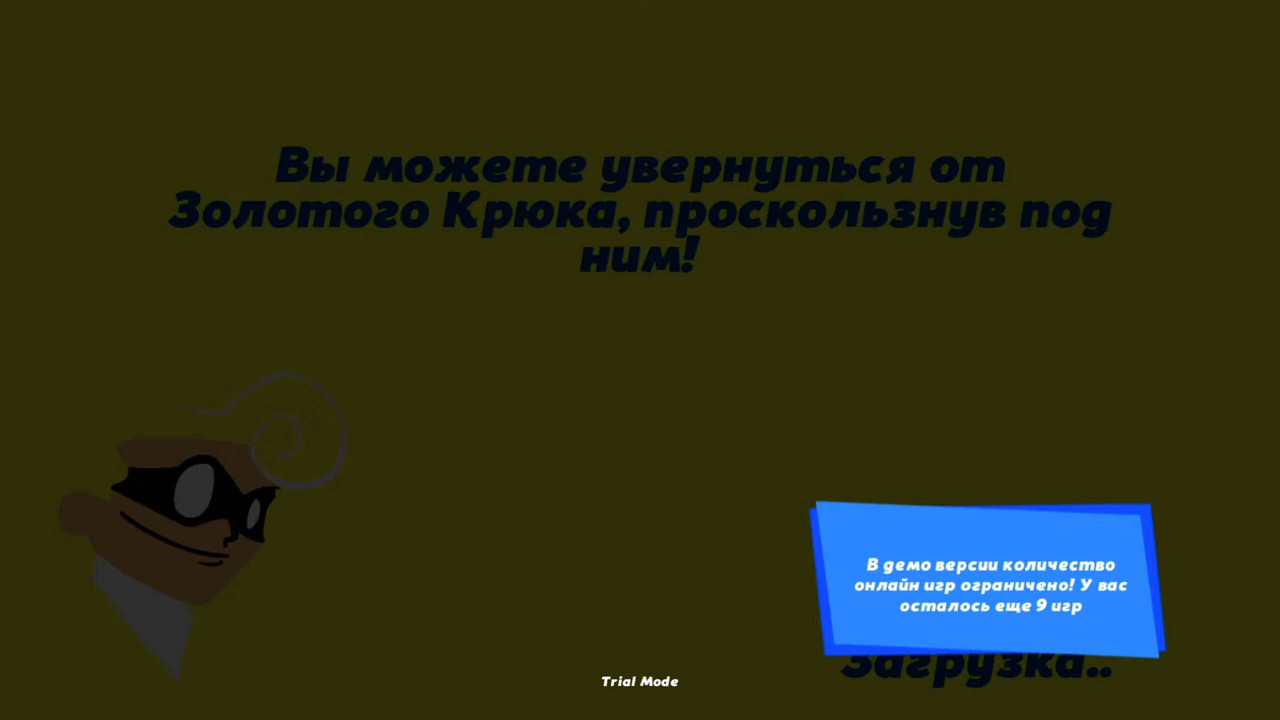 Вы можете увернуться от
Золотого Крюка, проскользнув под
ним!
В демо версии количество
онлайн игр ограничено! У вас
осталось еще 9 игр
Загрузка..
Trial Mode